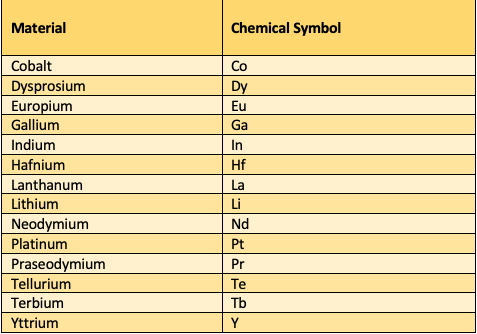 Material Chemical Symbol
Cobalt Co
Dysprosium Dy
Europium Eu
Gallium Ga
Indium In
Hafnium Hf
Lanthanum La
Lithium Li
Neodymium Nd
Platinum Pt
Praseodymium Pr
Tellurium Te
Terbium Tb
Yttrium Y